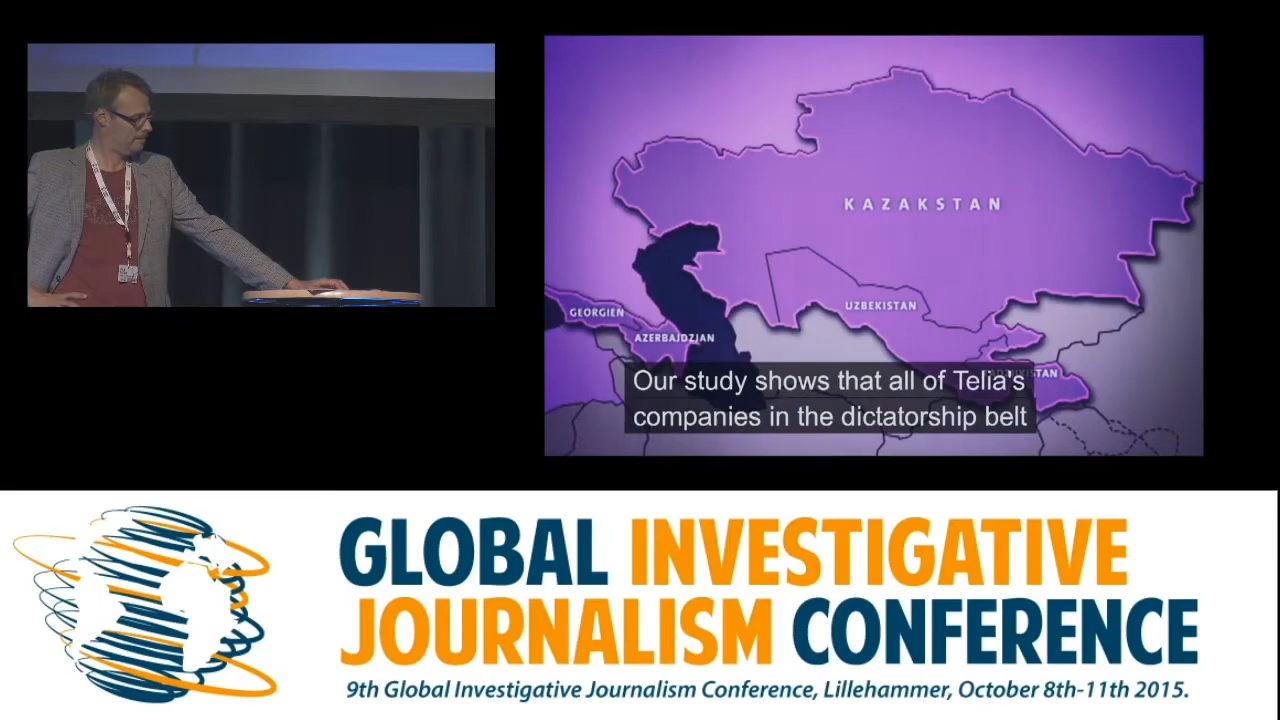 KAZAKSTAN
UZBEKISTAN
GEORGIEN
AZERBAJDZJAN
Our study shows that all of Telia's
companies in the dictatorship belt
GLOBAL INVESTIGATIVE
JOURNALISM CONFERENCE
9th Global Investigative Journalism Conference, Lillehammer, October 8th-11th 2015.